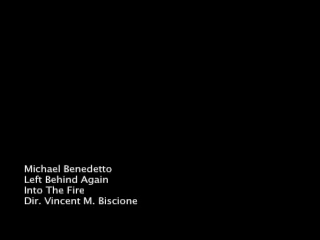 Michael Benedetto
Left Behind Again
Into The Fire
Dir. Vincent M. Biscione